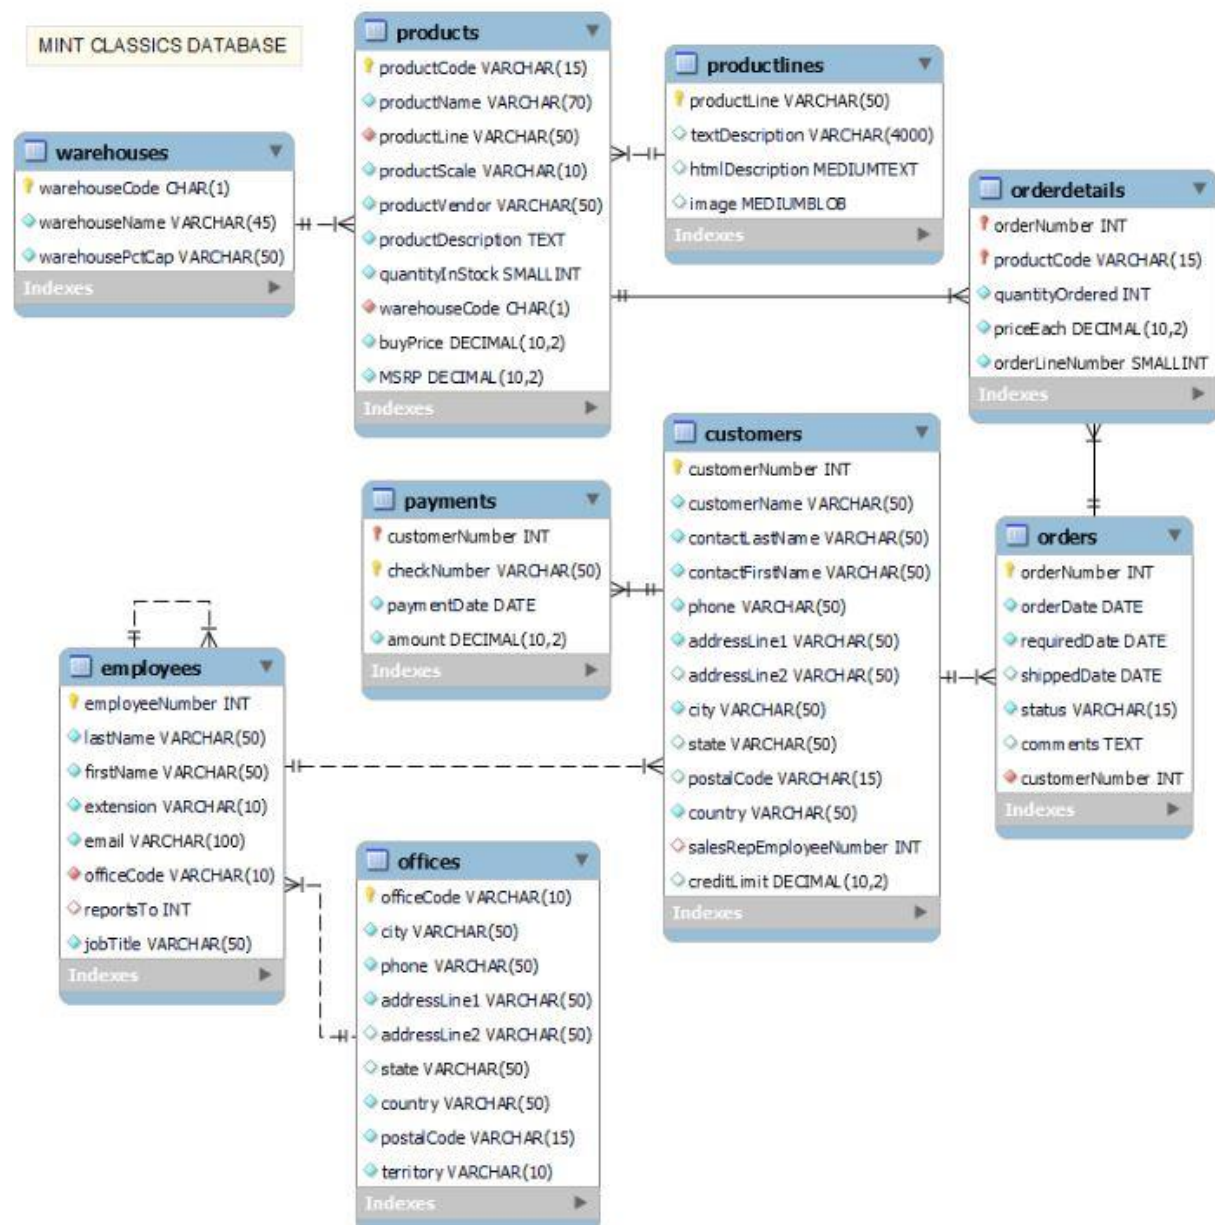 MINT CLASSICS DATABASE
products
productCode VARCHAR(15)
productName VARCHAR(70)
productLine VARCHAR(50)
productScale VARCHAR(10)
productVendor VARCHAR(50)
productDescription TEXT
quantityInStock SMALLINT
warehouseCode CHAR(1)
buyPrice DECIMAL(10,2)
MSRP DECIMAL(10,2)
Indexes
productlines
productLine VARCHAR(50)
textDescription VARCHAR(4000)
htmlDescription MEDIUMTEXT
image MEDIUMBLOB
Indexes
warehouses
warehouseCode CHAR(1)
warehouseName VARCHAR(45)
warehousePctCap VARCHAR(50)
Indexes
orderdetails
orderNumber INT
productCode VARCHAR(15)
quantityOrdered INT
priceEach DECIMAL(10,2)
orderLineNumber SMALLINT
Indexes
customers
customerNumber INT
customerName VARCHAR(50)
contactLastName VARCHAR(50)
contactFirstName VARCHAR(50)
phone VARCHAR(50)
addressLine1 VARCHAR(50)
addressLine2 VARCHAR(50)
city VARCHAR(50)
state VARCHAR(50)
postalCode VARCHAR(15)
country VARCHAR(50)
salesRepEmployeeNumber INT
creditLimit DECIMAL(10,2)
Indexes
payments
customerNumber INT
checkNumber VARCHAR(50)
paymentDate DATE
amount DECIMAL(10,2)
Indexes
orders
orderNumber INT
orderDate DATE
requiredDate DATE
shippedDate DATE
status VARCHAR(15)
comments TEXT
customerNumber INT
Indexes
employees
employeeNumber INT
lastName VARCHAR(50)
firstName VARCHAR(50)
extension VARCHAR(10)
email VARCHAR(100)
officeCode VARCHAR(10)
reportsTo INT
jobTitle VARCHAR(50)
Indexes
offices
officeCode VARCHAR(10)
city VARCHAR(50)
phone VARCHAR(50)
addressLine1 VARCHAR(50)
addressLine2 VARCHAR(50)
state VARCHAR(50)
country VARCHAR(50)
postalCode VARCHAR(15)
territory VARCHAR(10)
Indexes